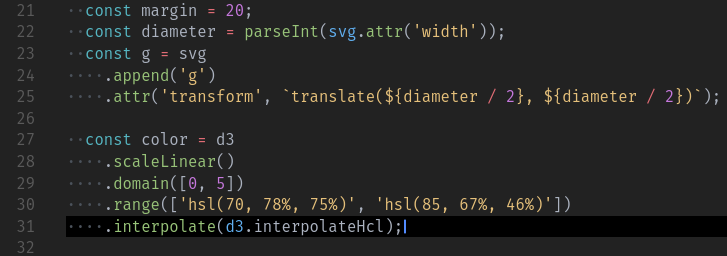 21 ··const margin = 20;
22 ··const diameter = parseInt(svg.attr('width'));
23 ··const g = svg
24 ····.append('g')
25 ····.attr('transform', `translate(${diameter / 2}, ${diameter / 2})`);
26
27 ··const color = d3
28 ····.scaleLinear()
29 ····.domain([0, 5])
30 ····.range(['hsl(70, 78%, 75%)', 'hsl(85, 67%, 46%)'])
31 ····.interpolate(d3.interpolateHcl);
32